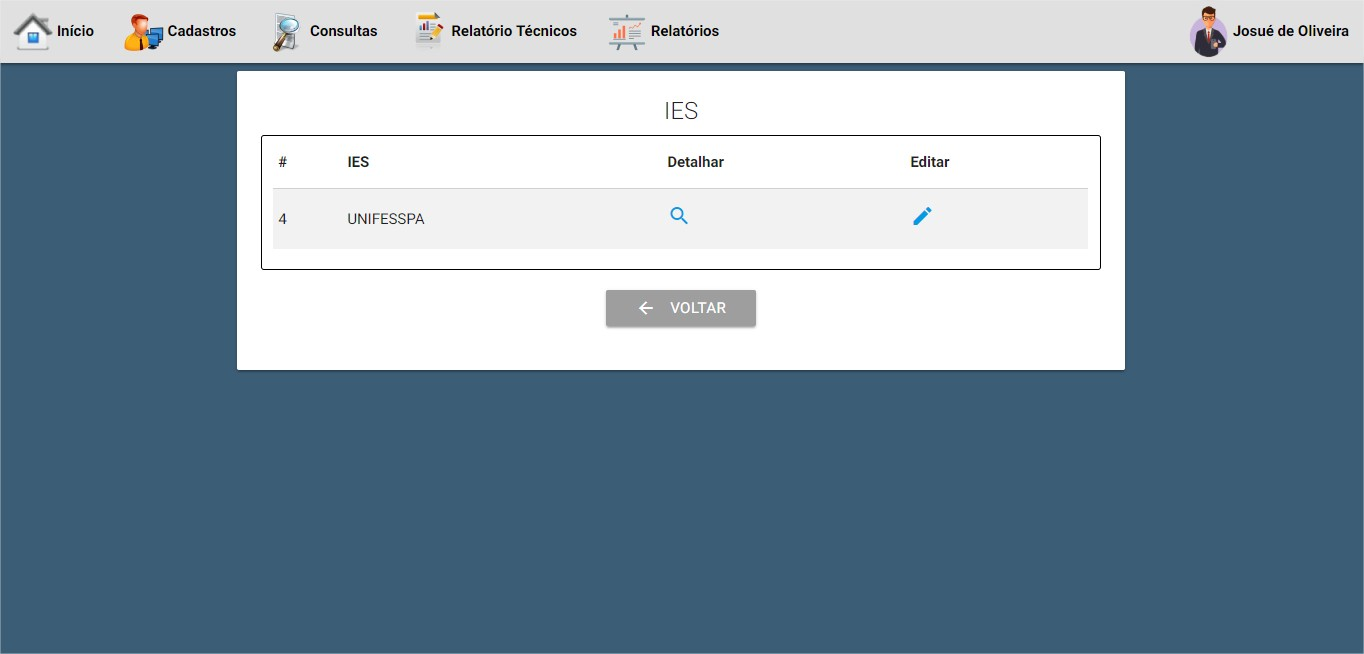 Início Cadastros Consultas Relatório Técnicos Relatórios Josué de Oliveira
IES
# IES Detalhar Editar
4 UNIFESSPA
VOLTAR